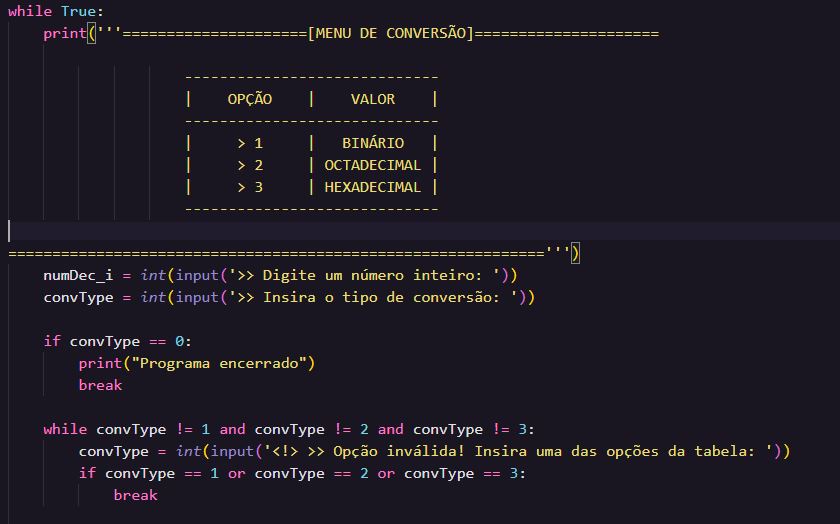 while True:
    print('''=====================[MENU DE CONVERSÃO]=====================

                    -----------------------------
                    |    OPÇÃO    |    VALOR    |
                    -----------------------------
                    |     > 1     |   BINÁRIO   |
                    |     > 2     | OCTADECIMAL |
                    |     > 3     | HEXADECIMAL |
                    -----------------------------

=============================================================''')
    numDec_i = int(input('>> Digite um número inteiro: '))
    convType = int(input('>> Insira o tipo de conversão: '))

    if convType == 0:
        print("Programa encerrado")
        break

    while convType != 1 and convType != 2 and convType != 3:
        convType = int(input('<!> >> Opção inválida! Insira uma das opções da tabela: '))
        if convType == 1 or convType == 2 or convType == 3:
            break